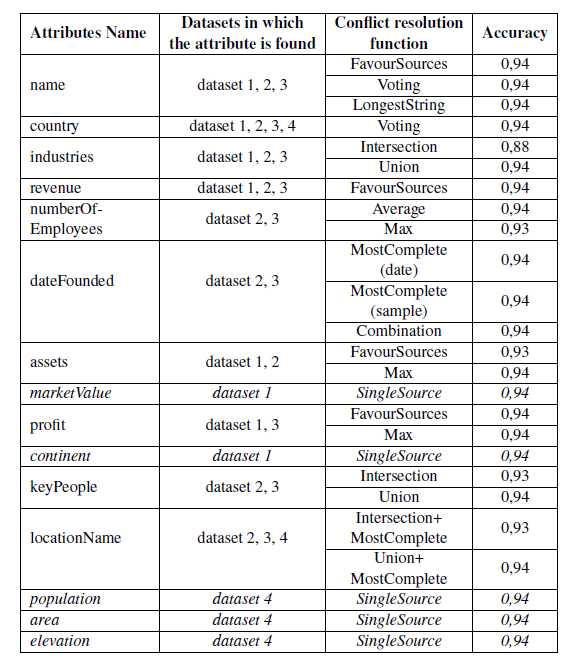 Attributes Name | Datasets in which the attribute is found | Conflict resolution function | Accuracy
name | dataset 1, 2, 3 | FavourSources | 0,94
Voting | 0,94
LongestString | 0,94
country | dataset 1, 2, 3, 4 | Voting | 0,94
industries | dataset 1, 2, 3 | Intersection | 0,88
Union | 0,94
revenue | dataset 1, 2, 3 | FavourSources | 0,94
numberOf-Employees | dataset 2, 3 | Average | 0,94
Max | 0,93
dateFounded | dataset 2, 3 | MostComplete (date) | 0,94
MostComplete (sample) | 0,94
Combination | 0,94
assets | dataset 1, 2 | FavourSources | 0,93
Max | 0,94
marketValue | dataset 1 | SingleSource | 0,94
profit | dataset 1, 3 | FavourSources | 0,94
Max | 0,94
continent | dataset 1 | SingleSource | 0,94
keyPeople | dataset 2, 3 | Intersection | 0,93
Union | 0,94
locationName | dataset 2, 3, 4 | Intersection+ MostComplete | 0,93
Union+ MostComplete | 0,94
population | dataset 4 | SingleSource | 0,94
area | dataset 4 | SingleSource | 0,94
elevation | dataset 4 | SingleSource | 0,94